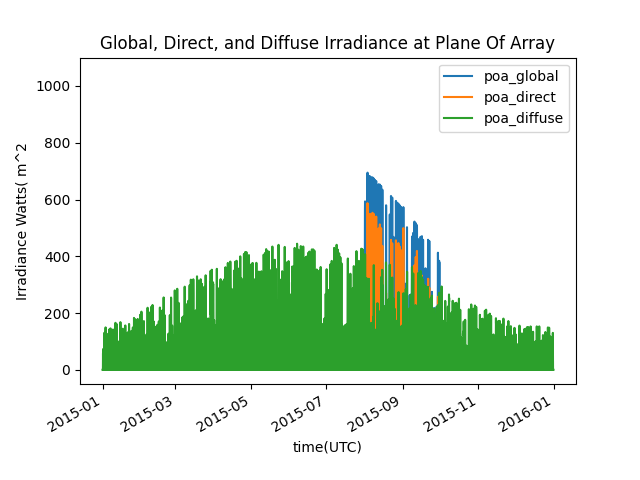 Global, Direct, and Diffuse Irradiance at Plane Of Array
poa_global
poa_direct
poa_diffuse
Irradiance Watts( m^2
1000
800
600
400
200
0
2015-01
2015-03
2015-05
2015-07
2015-09
2015-11
2016-01
time(UTC)